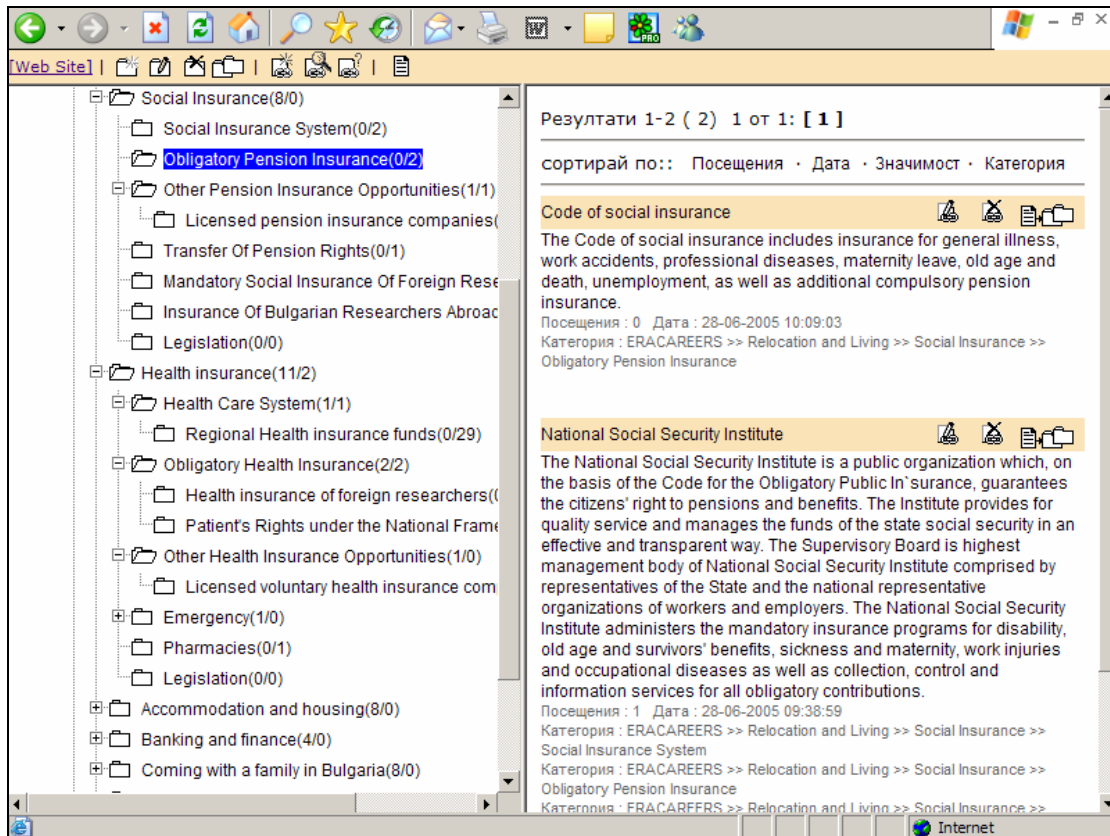 [Web Site] | | |
Social Insurance(8/0)
Social Insurance System(0/2)
Obligatory Pension Insurance(0/2)
Other Pension Insurance Opportunities(1/1)
Licensed pension insurance companies(
Transfer Of Pension Rights(0/1)
Mandatory Social Insurance Of Foreign Rese
Insurance Of Bulgarian Researchers Abroad
Legislation(0/0)
Health insurance(11/2)
Health Care System(1/1)
Regional Health insurance funds(0/29)
Obligatory Health Insurance(2/2)
Health insurance of foreign researchers(0
Patient's Rights under the National Frame
Other Health Insurance Opportunities(1/0)
Licensed voluntary health insurance com
Emergency(1/0)
Pharmacies(0/1)
Legislation(0/0)
Accommodation and housing(8/0)
Banking and finance(4/0)
Coming with a family in Bulgaria(8/0)
Резултати 1-2 ( 2) 1 от 1: [ 1 ]
сортирай по:: Посещения · Дата · Значимост · Категория
Code of social insurance
The Code of social insurance includes insurance for general illness,
work accidents, professional diseases, maternity leave, old age and
death, unemployment, as well as additional compulsory pension
insurance.
Посещения : 0 Дата : 28-06-2005 10:09:03
Категория : ERACAREERS >> Relocation and Living >> Social Insurance >>
Obligatory Pension Insurance
National Social Security Institute
The National Social Security Institute is a public organization which, on
the basis of the Code for the Obligatory Public In`surance, guarantees
the citizens' right to pensions and benefits. The Institute provides for
quality service and manages the funds of the state social security in an
effective and transparent way. The Supervisory Board is highest
management body of National Social Security Institute comprised by
representatives of the State and the national representative
organizations of workers and employers. The National Social Security
Institute administers the mandatory insurance programs for disability,
old age and survivors' benefits, sickness and maternity, work injuries
and occupational diseases as well as collection, control and
information services for all obligatory contributions.
Посещения : 1 Дата : 28-06-2005 09:38:59
Категория : ERACAREERS >> Relocation and Living >> Social Insurance >>
Social Insurance System
Категория : ERACAREERS >> Relocation and Living >> Social Insurance >>
Obligatory Pension Insurance
Категория : ERACAREERS >> Relocation and Living >> Social Insurance >>
Internet
PRO